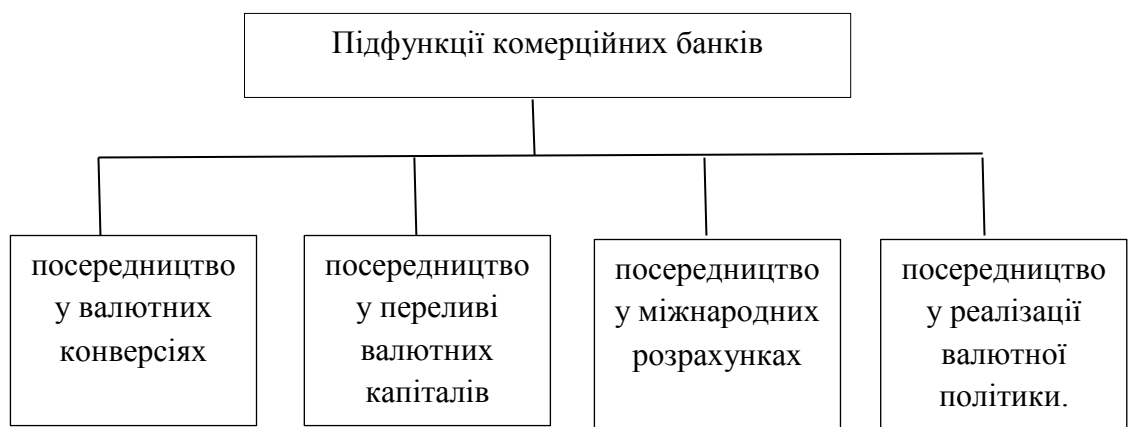 Підфункції комерційних банків
посередництво
у валютних
конверсіях
посередництво
у переливі
валютних
капіталів
посередництво
у міжнародних
розрахунках
посередництво
у реалізації
валютної
політики.